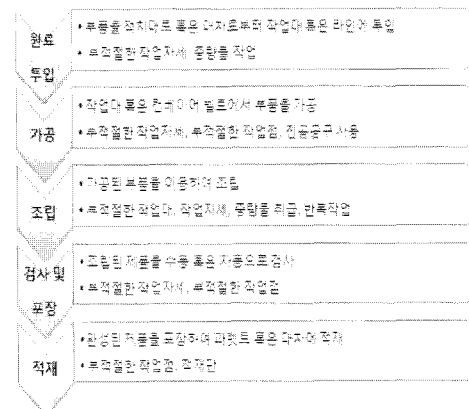 원료
투입
• 부품을 적치대 혹은 대차로부터 작업대 혹은 라인에 투입
• 부적절한 작업자세, 중량물 작업
가공
• 작업대 혹은 컨베이어 벨트에서 부품을 가공
• 부적절한 작업자세, 부적절한 작업점, 진동공구 사용
조립
• 가공된 부품을 이용하여 조립
• 부적절한 작업대, 작업자세, 중량물 취급, 반복작업
검사 및
포장
• 조립된 제품을 수동 혹은 자동으로 검사
• 부적절한 작업자세, 부적절한 작업점
적재
• 완성된 제품을 포장하여 파렛트 혹은 대차에 적재
• 부적절한 작업점, 적재단